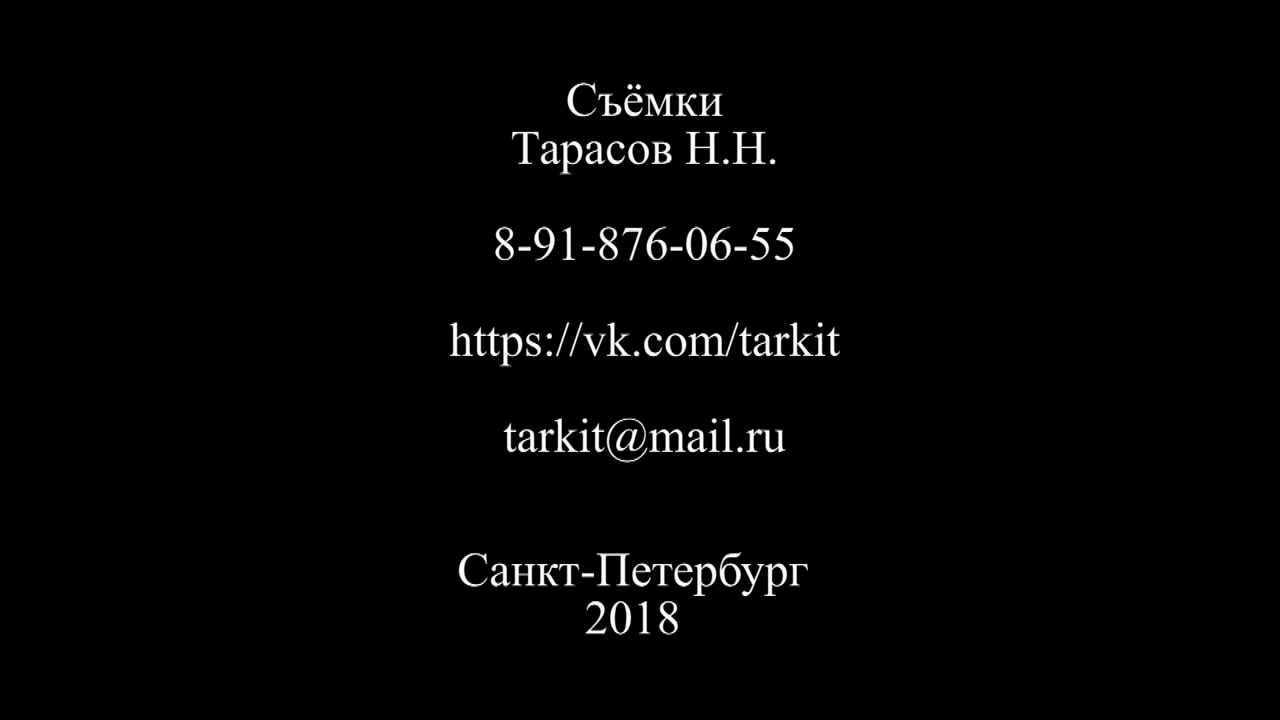 Съёмки
Тарасов Н.Н.
8-91-876-06-55
https://vk.com/tarkit
tarkit@mail.ru
Санкт-Петербург
2018